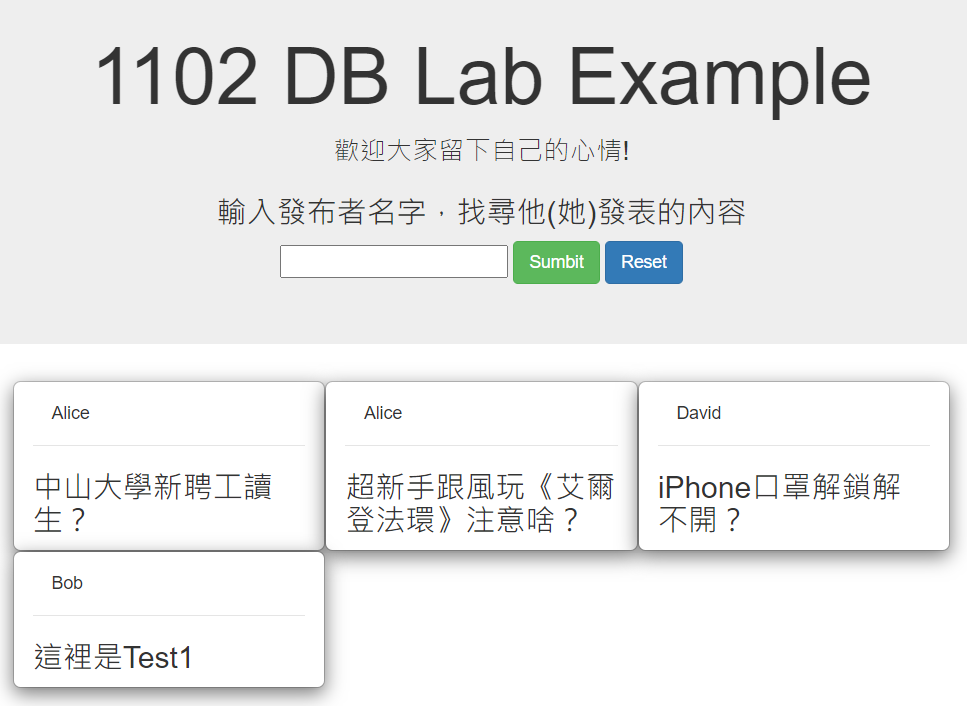 1102 DB Lab Example
歡迎大家留下自己的心情!
輸入發布者名字，找尋他(她)發表的內容
Sumbit Reset
Alice
中山大學新聘工讀
生？
Alice
超新手跟風玩《艾爾
登法環》注意啥？
David
iPhone口罩解鎖解
不開？
Bob
這裡是Test1